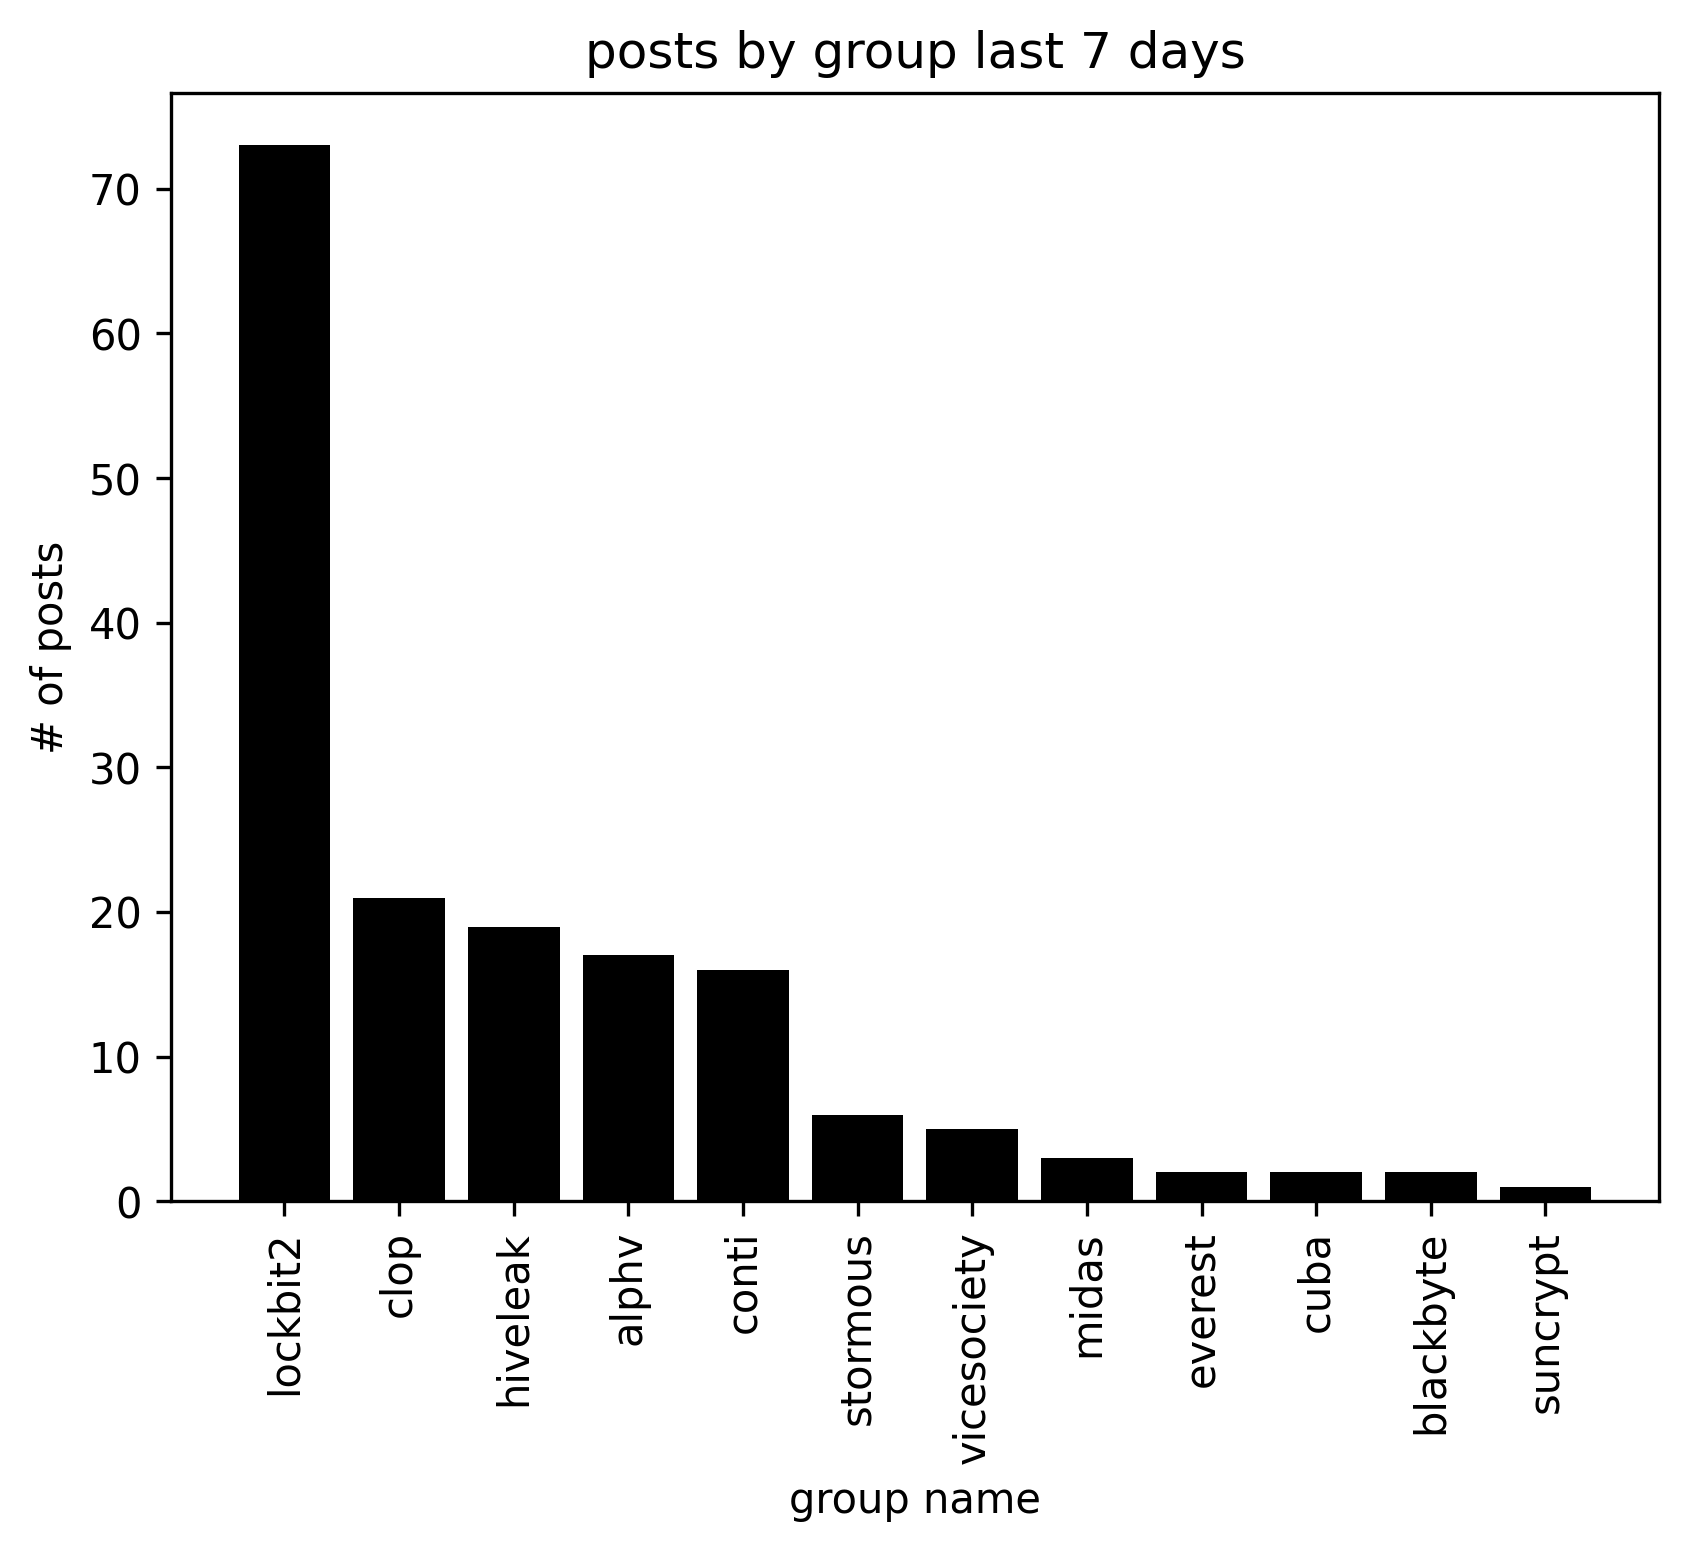 posts by group last 7 days
# of posts
70
60
50
40
30
20
10
0
lockbit2
clop
hiveleak
alphv
conti
stormous
vicesociety
midas
everest
cuba
blackbyte
suncrypt
group name